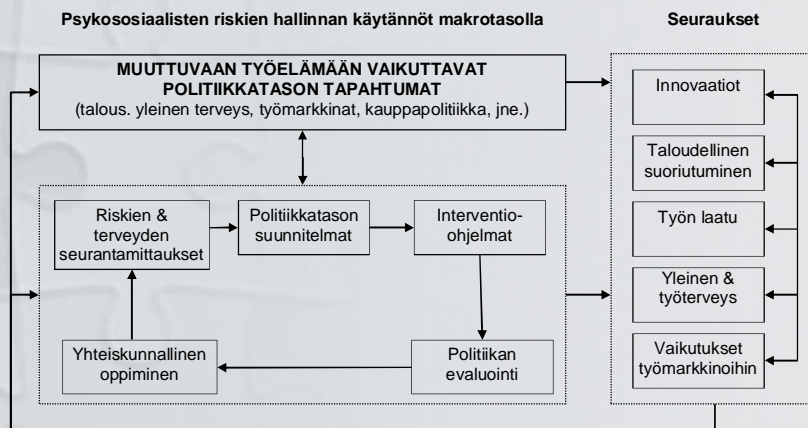 Psykososiaalisten riskien hallinnan käytännöt makrotasolla
Seuraukset
MUUTTUVAAN TYÖELÄMÄÄN VAIKUTTAVAT
POLITIIKKATASON TAPAHTUMAT
(talous. yleinen terveys, työmarkkinat, kauppapolitiikka, jne.)
Riskien &
terveyden
seurantamittaukset
Politiikkatason
suunnitelmat
Interventio-
ohjelmat
Yhteiskunnallinen
oppiminen
Politiikan
evaluointi
Innovaatiot
Taloudellinen
suoriutuminen
Työn laatu
Yleinen &
työterveys
Vaikutukset
työmarkkinoihin